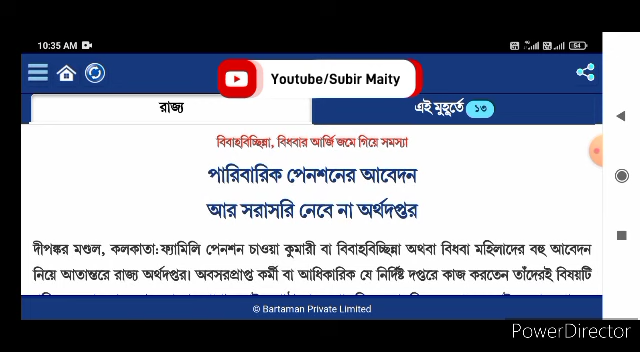 10:35 AM
54
Youtube/Subir Maity
রাজ্য
এই মুহূর্তে ১৩
বিবাহবিচ্ছিন্না, বিধবার আর্জি জমে গিয়ে সমস্যা
পারিবারিক পেনশনের আবেদন
আর সরাসরি নেবে না অর্থদপ্তর
দীপঙ্কর মণ্ডল, কলকাতা: ফ্যামিলি পেনশন চাওয়া কুমারী বা বিবাহবিচ্ছিন্না অথবা বিধবা মহিলাদের বহু আবেদন
নিয়ে আতান্তরে রাজ্য অর্থদপ্তর। অবসরপ্রাপ্ত কর্মী বা আধিকারিক যে নির্দিষ্ট দপ্তরে কাজ করতেন তাঁদেরই বিষয়টি
© Bartaman Private Limited
PowerDirector